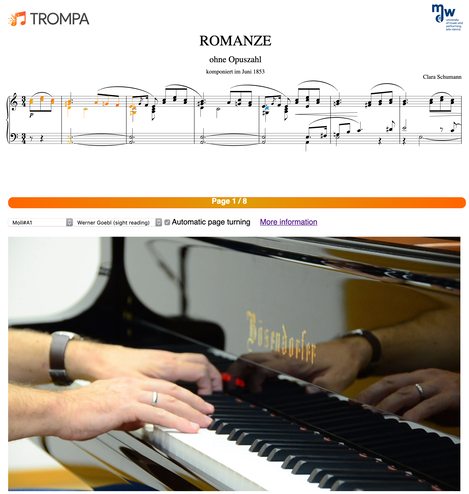 TROMPA
mdw
ROMANZE
ohne Opuszahl
komponiert im Juni 1853
Clara Schumann
p
Page 1 / 8
Moll#A1 Werner Goebl (sight reading) Automatic page turning More information
Bösendorfer